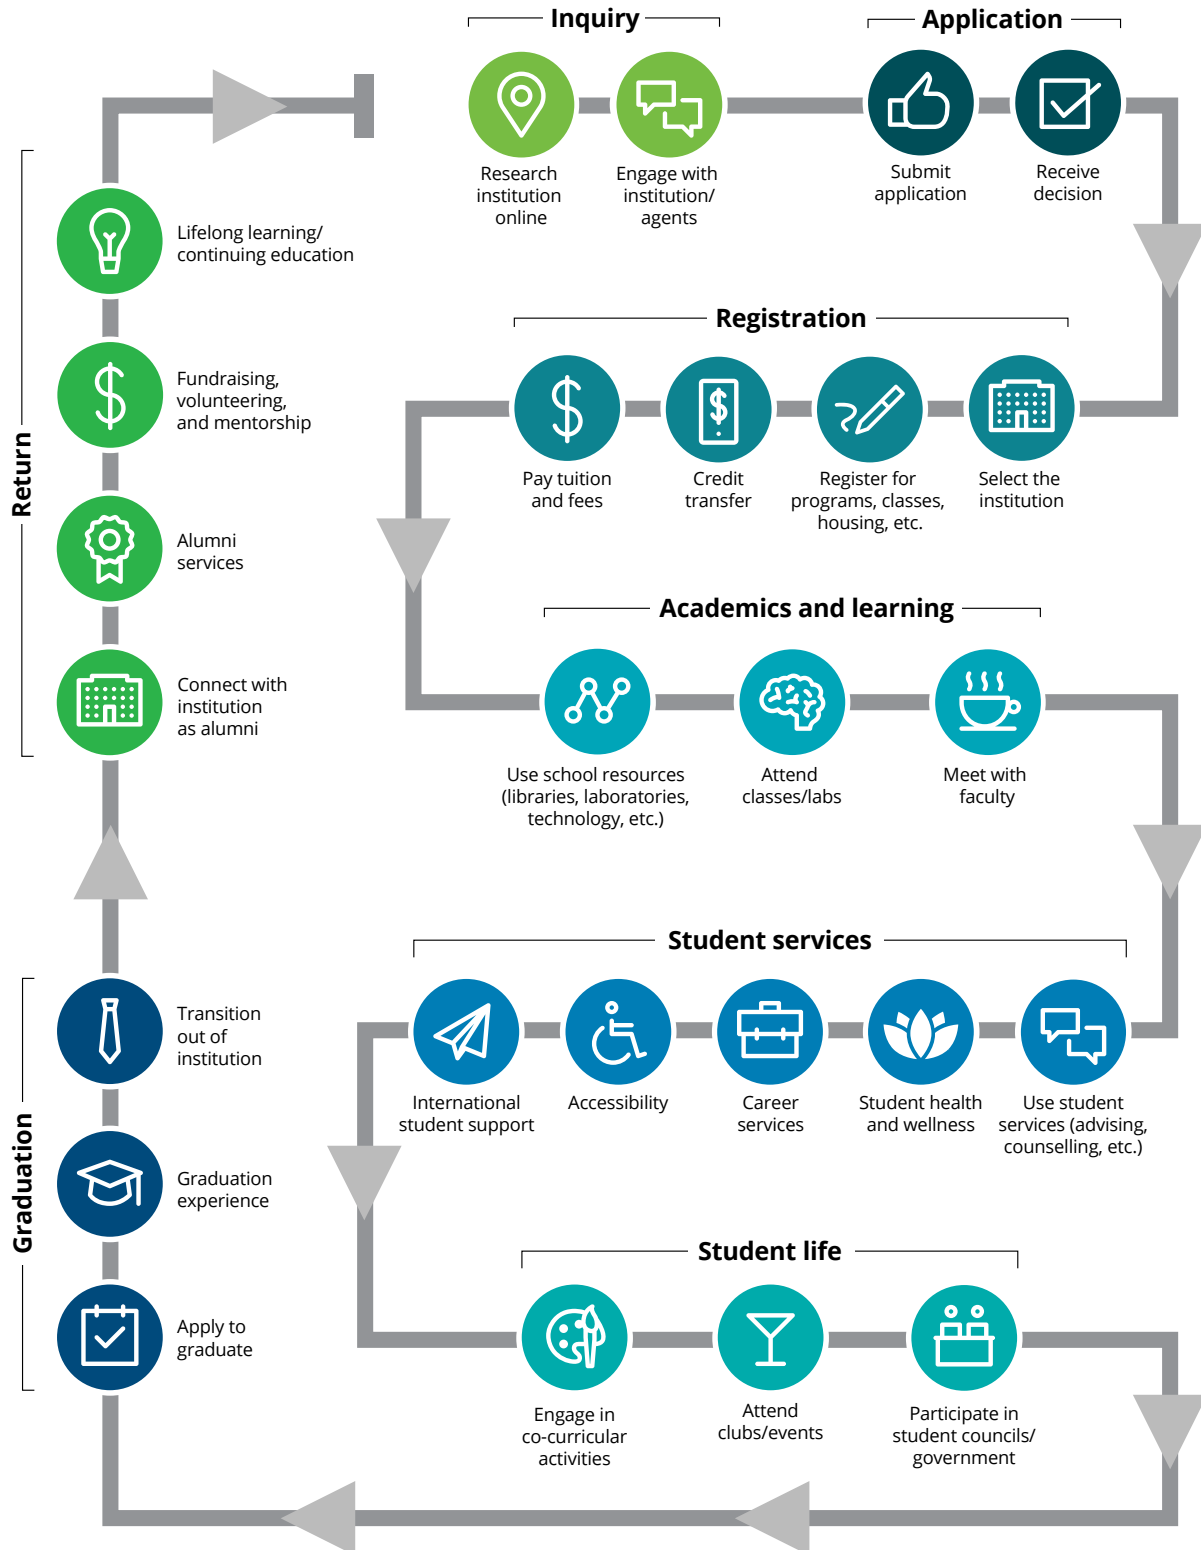 Inquiry
Research
institution
online
Engage with
institution/
agents
Application
Submit
application
Receive
decision
Registration
Pay tuition
and fees
Credit
transfer
Register for
programs, classes,
housing, etc.
Select the
institution
Academics and learning
Use school resources
(libraries, laboratories,
technology, etc.)
Attend
classes/labs
Meet with
faculty
Student services
International
student support
Accessibility
Career
services
Student health
and wellness
Use student
services (advising,
counselling, etc.)
Student life
Engage in
co-curricular
activities
Attend
clubs/events
Participate in
student councils/
government
Graduation
Apply to
graduate
Graduation
experience
Transition
out of
institution
Return
Connect with
institution
as alumni
Alumni
services
Fundraising,
volunteering,
and mentorship
Lifelong learning/
continuing education